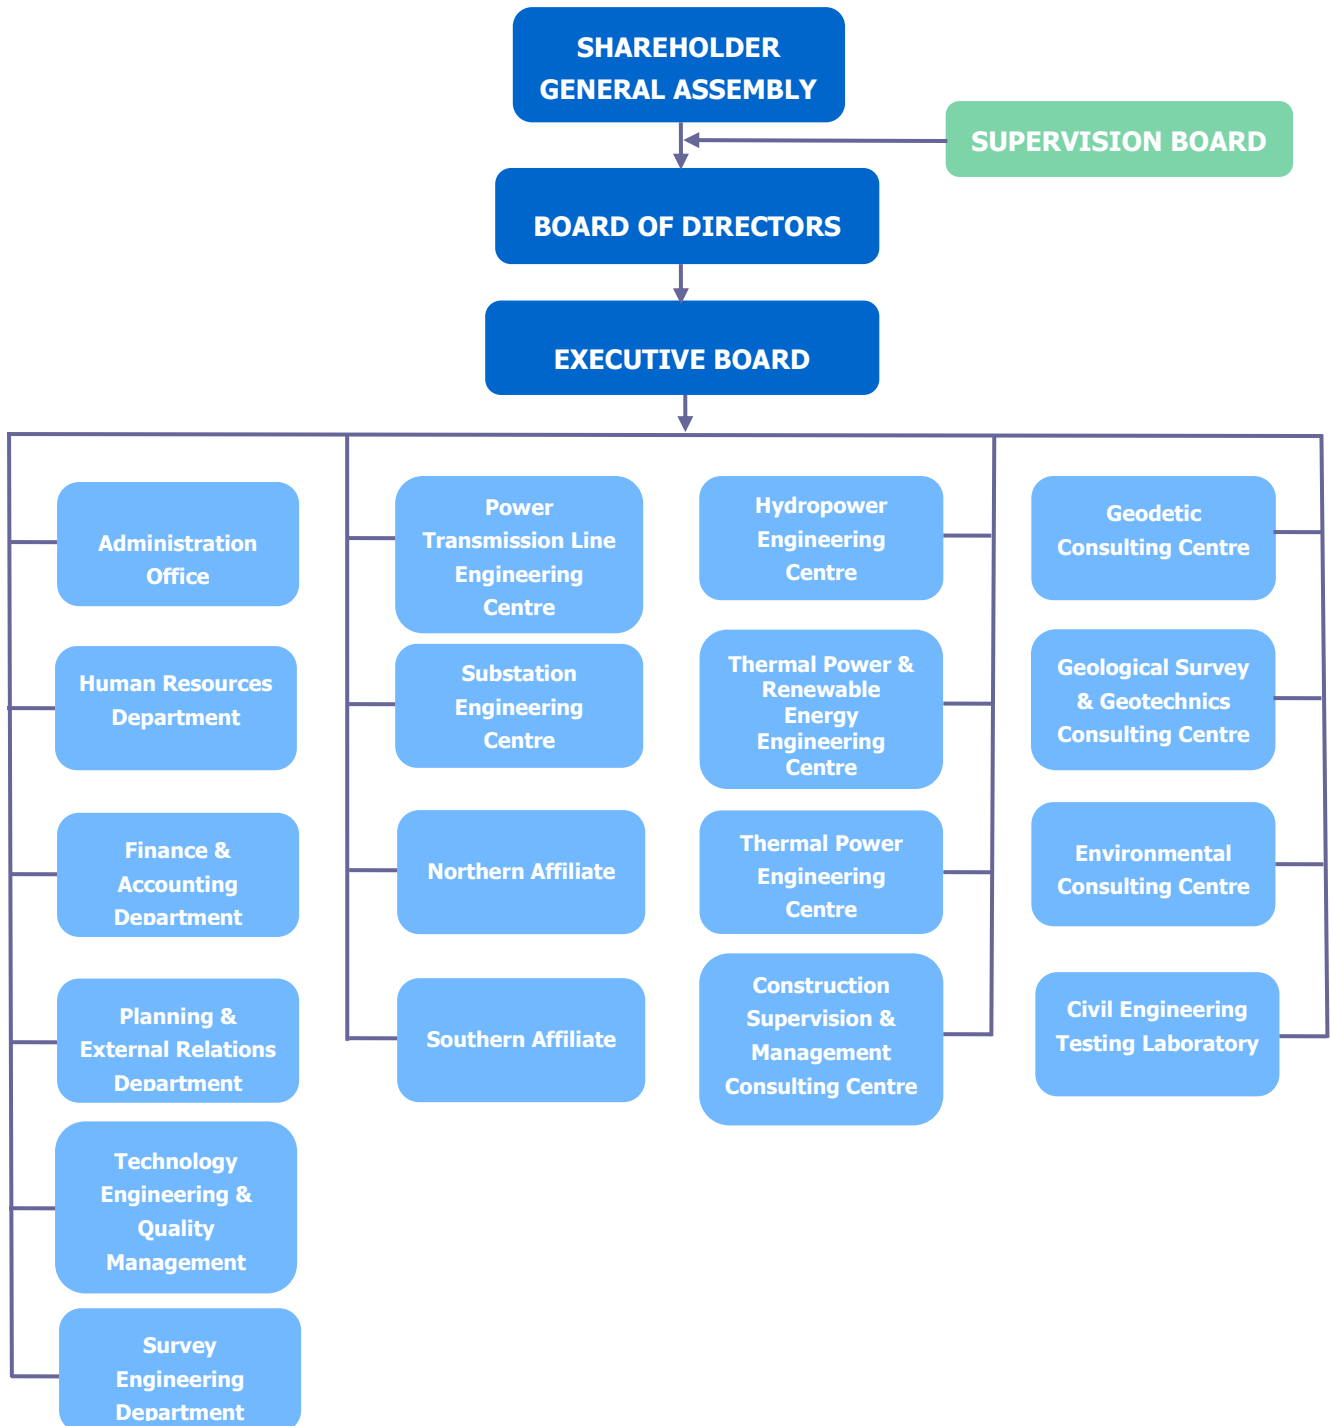 SHAREHOLDER
GENERAL ASSEMBLY
SUPERVISION BOARD
BOARD OF DIRECTORS
EXECUTIVE BOARD
Administration
Office
Human Resources
Department
Finance &
Accounting
Department
Planning &
External Relations
Department
Technology
Engineering &
Quality
Management
Survey
Engineering
Department
Power
Transmission Line
Engineering
Centre
Substation
Engineering
Centre
Northern Affiliate
Southern Affiliate
Hydropower
Engineering
Centre
Thermal Power &
Renewable
Energy
Engineering
Centre
Thermal Power
Engineering
Centre
Construction
Supervision &
Management
Consulting Centre
Geodetic
Consulting Centre
Geological Survey
& Geotechnics
Consulting Centre
Environmental
Consulting Centre
Civil Engineering
Testing Laboratory